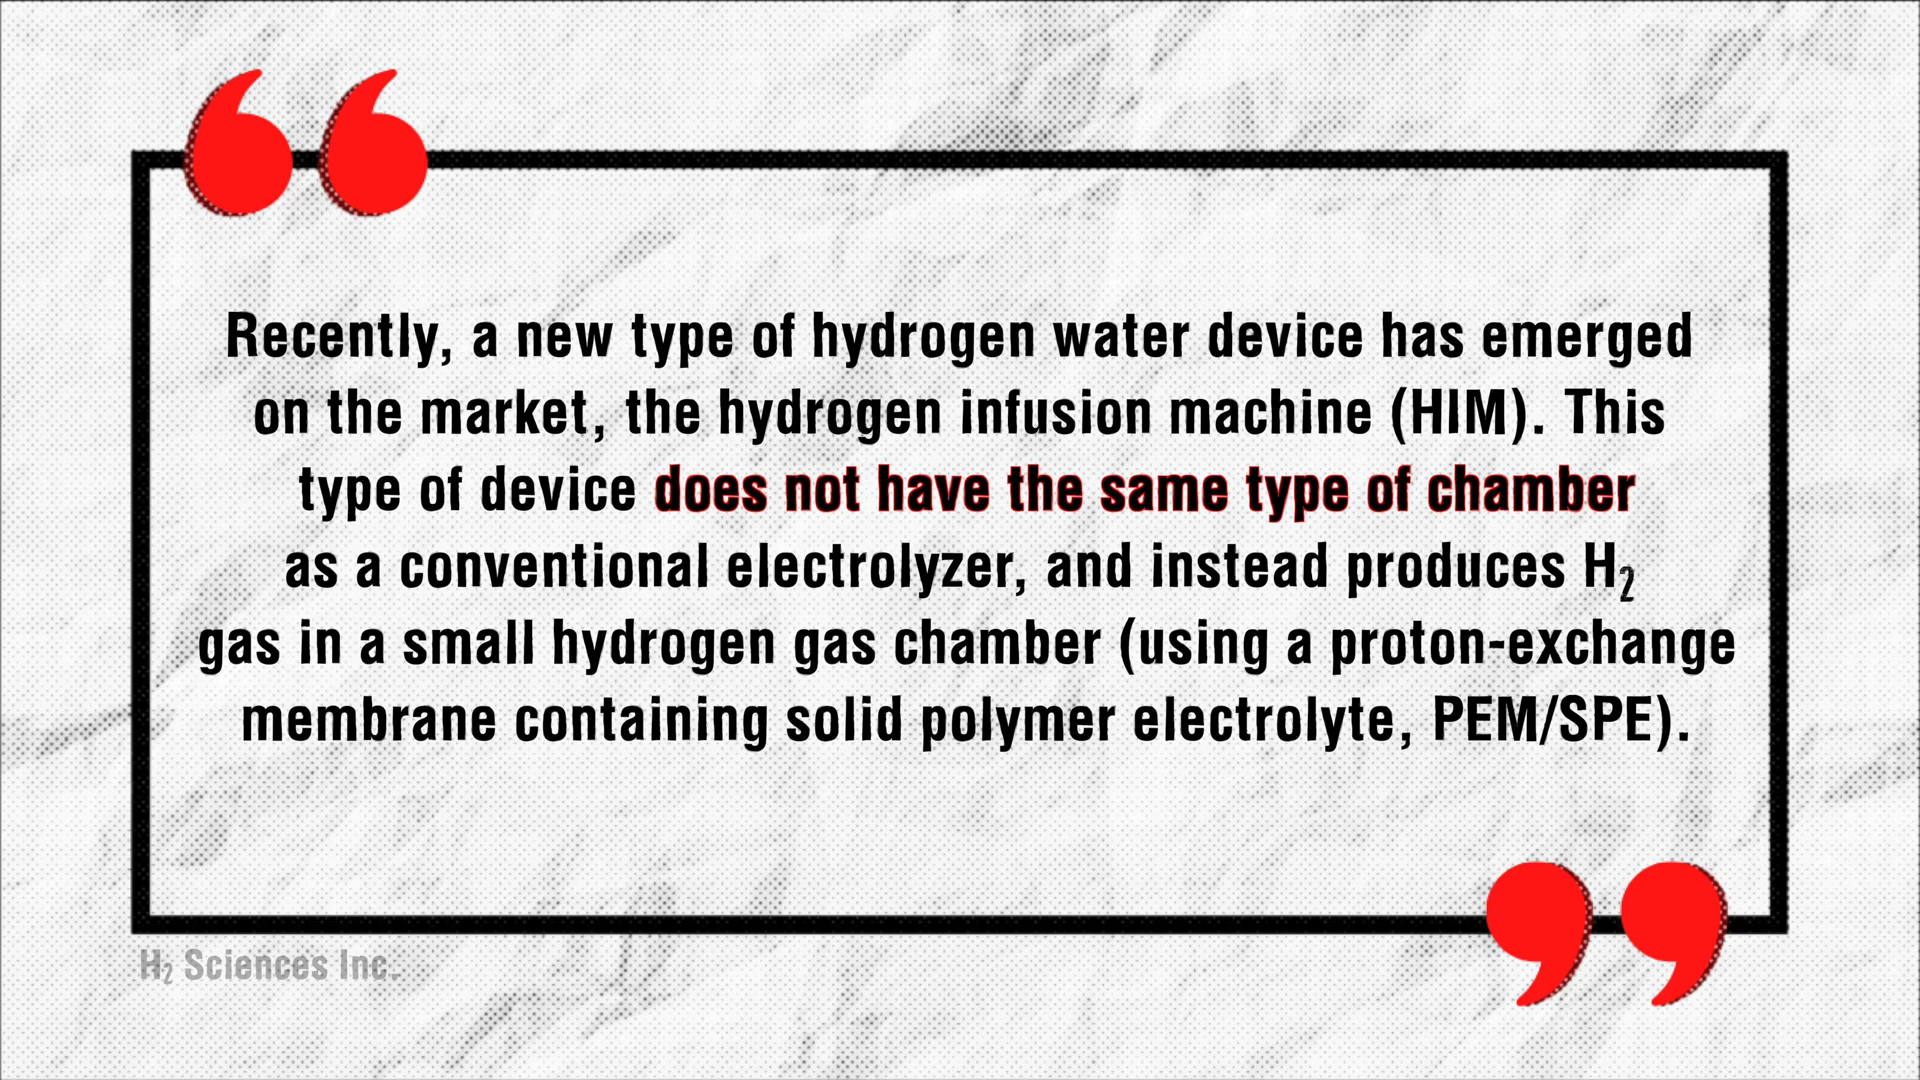 Recently, a new type of hydrogen water device has emerged
on the market, the hydrogen infusion machine (HIM). This
type of device does not have the same type of chamber
as a conventional electrolyzer, and instead produces H₂
gas in a small hydrogen gas chamber (using a proton-exchange
membrane containing solid polymer electrolyte, PEM/SPE).
H₂ Sciences Inc.